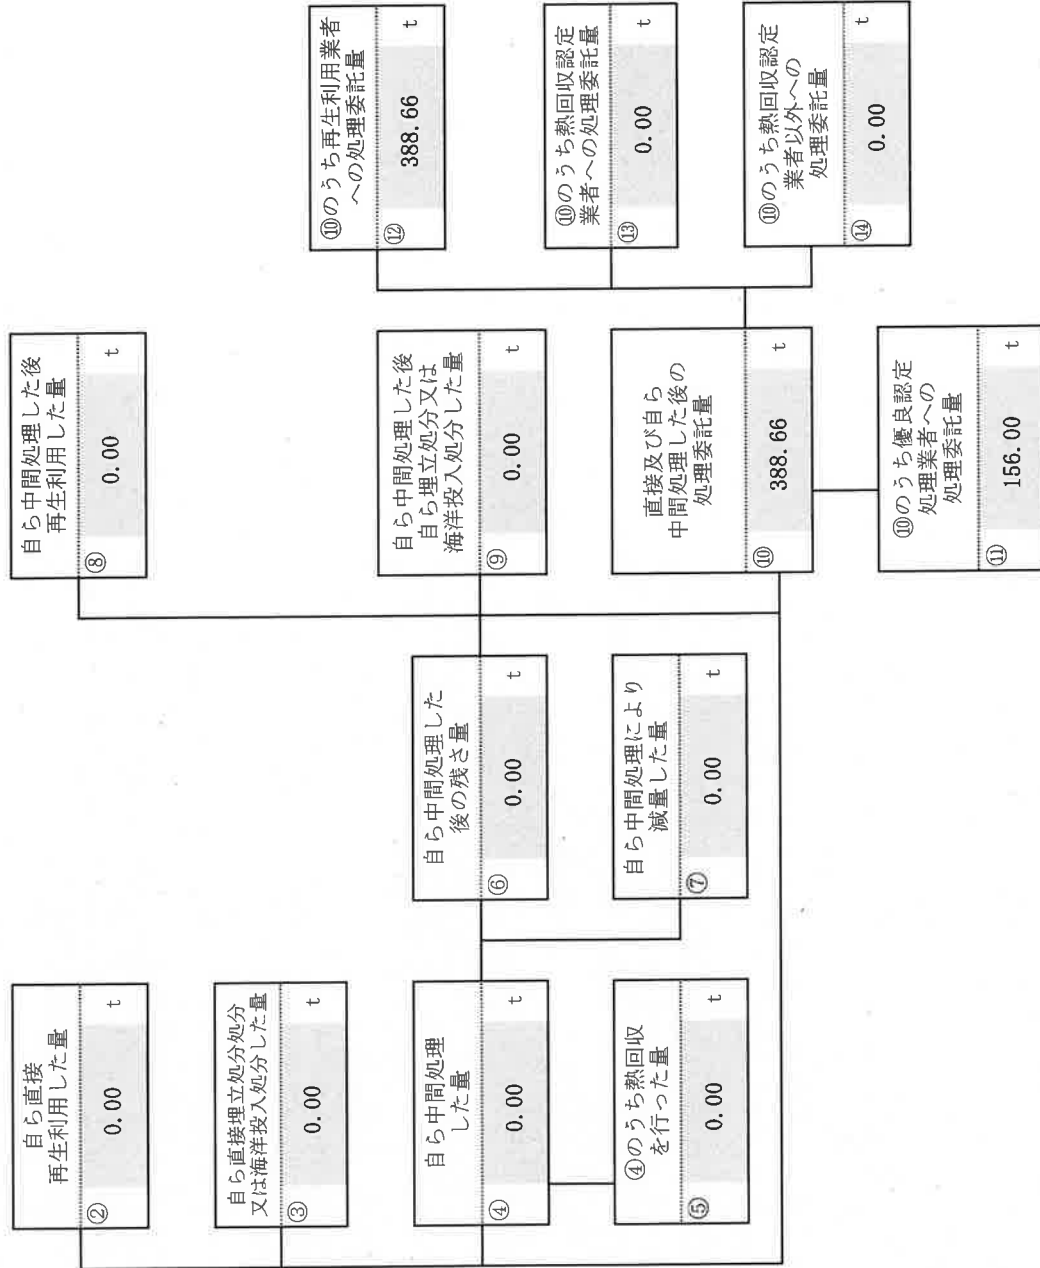 自ら直接
再生利用した量
② 0.00 t
自ら直接埋立処分処分
又は海洋投入処分した量
③ 0.00 t
自ら中間処理
した量
④ 0.00 t
④のうち熱回収
を行った量
⑤ 0.00 t
自ら中間処理した
後の残さ量
⑥ 0.00 t
自ら中間処理により
減量した量
⑦ 0.00 t
自ら中間処理した後
再生利用した量
⑧ 0.00 t
自ら中間処理した後
自ら埋立処分又は
海洋投入処分した量
⑨ 0.00 t
直接及び自ら
中間処理した後の
処理委託量
⑩ 388.66 t
⑩のうち優良認定
処理業者への
処理委託量
⑪ 156.00 t
⑩のうち再生利用業者
への処理委託量
⑫ 388.66 t
⑩のうち熱回収認定
業者への処理委託量
⑬ 0.00 t
⑩のうち熱回収認定
業者以外への
処理委託量
⑭ 0.00 t